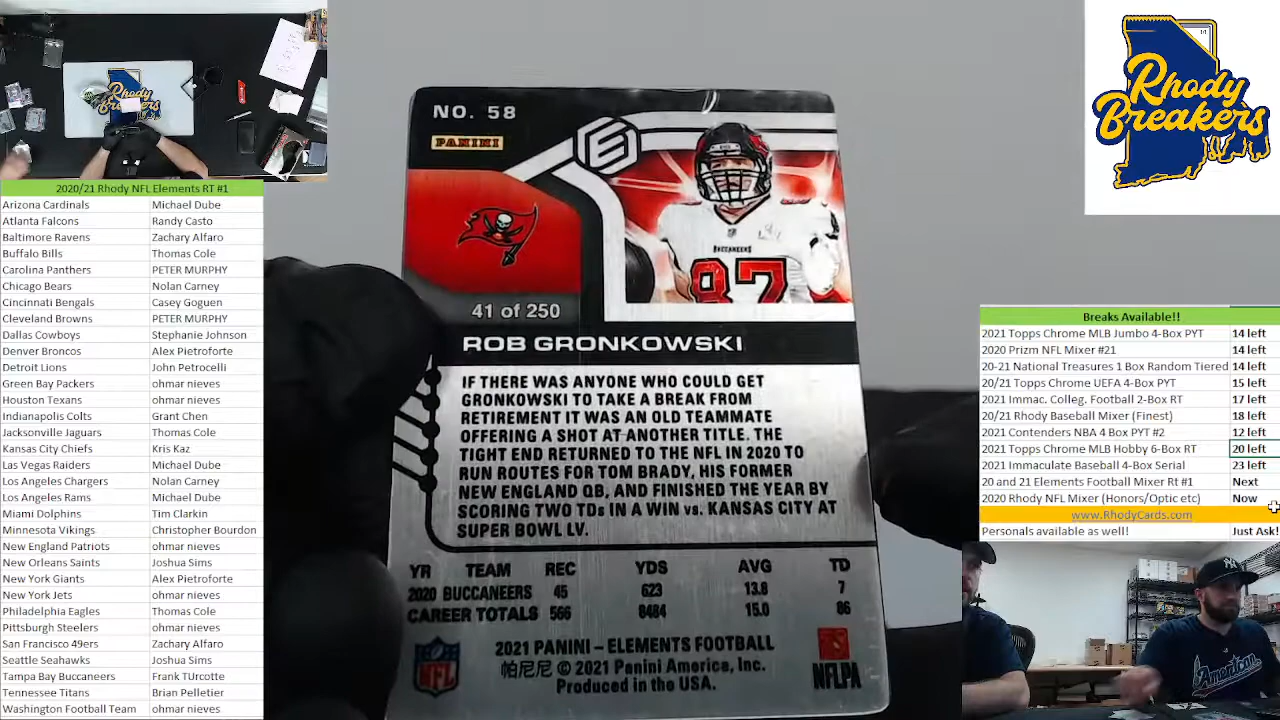 2020/21 Rhody NFL Elements RT #1
Arizona Cardinals Michael Dube
Atlanta Falcons Randy Casto
Baltimore Ravens Zachary Alfaro
Buffalo Bills Thomas Cole
Carolina Panthers PETER MURPHY
Chicago Bears Nolan Carney
Cincinnati Bengals Casey Goguen
Cleveland Browns PETER MURPHY
Dallas Cowboys Stephanie Johnson
Denver Broncos Alex Pietroforte
Detroit Lions John Petrocelli
Green Bay Packers ohmar nieves
Houston Texans ohmar nieves
Indianapolis Colts Grant Chen
Jacksonville Jaguars Thomas Cole
Kansas City Chiefs Kris Kaz
Las Vegas Raiders Michael Dube
Los Angeles Chargers Nolan Carney
Los Angeles Rams Michael Dube
Miami Dolphins Tim Clarkin
Minnesota Vikings Christopher Bourdon
New England Patriots ohmar nieves
New Orleans Saints Joshua Sims
New York Giants Alex Pietroforte
New York Jets ohmar nieves
Philadelphia Eagles Thomas Cole
Pittsburgh Steelers ohmar nieves
San Francisco 49ers Zachary Alfaro
Seattle Seahawks Joshua Sims
Tampa Bay Buccaneers Frank TUrcotte
Tennessee Titans Brian Pelletier
Washington Football Team ohmar nieves
Rhody
Breakers
NO. 58
PANINI
E
BUCCANEERS
87
41 of 250
ROB GRONKOWSKI
IF THERE WAS ANYONE WHO COULD GET
GRONKOWSKI TO TAKE A BREAK FROM
RETIREMENT IT WAS AN OLD TEAMMATE
OFFERING A SHOT AT ANOTHER TITLE. THE
TIGHT END RETURNED TO THE NFL IN 2020 TO
RUN ROUTES FOR TOM BRADY, HIS FORMER
NEW ENGLAND QB, AND FINISHED THE YEAR BY
SCORING TWO TDs IN A WIN vs. KANSAS CITY AT
SUPER BOWL LV.
YR TEAM REC YDS AVG TD
2020 BUCCANEERS 45 623 13.8 7
CAREER TOTALS 566 8484 15.0 86
2021 PANINI – ELEMENTS FOOTBALL
帕尼尼 © 2021 Panini America, Inc.
Produced in the USA.
NFL
NFLPA
Rhody
Breakers
Breaks Available!!
2021 Topps Chrome MLB Jumbo 4-Box PYT 14 left
2020 Prizm NFL Mixer #21 14 left
20-21 National Treasures 1 Box Random Tiered 14 left
20/21 Topps Chrome UEFA 4-Box PYT 15 left
2021 Immac. Colleg. Football 2-Box RT 17 left
20/21 Rhody Baseball Mixer (Finest) 18 left
2021 Contenders NBA 4 Box PYT #2 12 left
2021 Topps Chrome MLB Hobby 6-Box RT 20 left
2021 Immaculate Baseball 4-Box Serial 23 left
20 and 21 Elements Football Mixer Rt #1 Next
2020 Rhody NFL Mixer (Honors/Optic etc) Now
www.RhodyCards.com
Personals available as well! Just Ask!
American